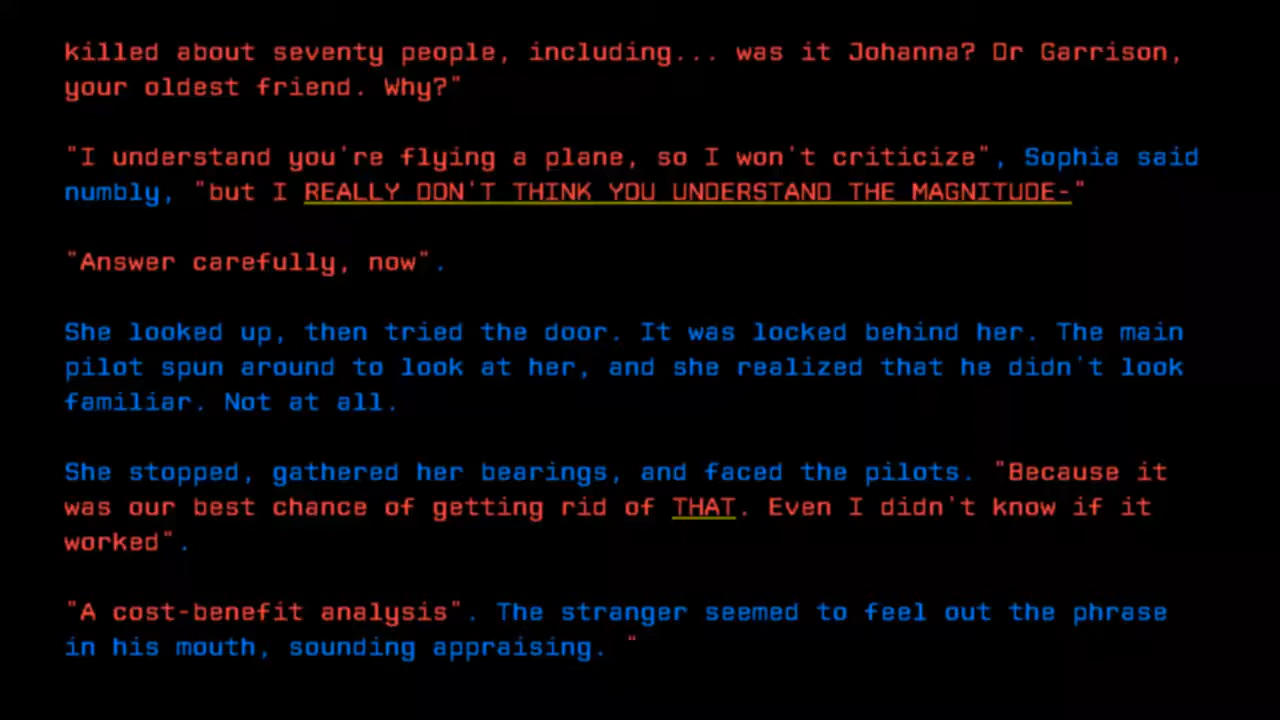 killed about seventy people, including... was it Johanna? Dr Garrison,
your oldest friend. Why?"
"I understand you're flying a plane, so I won't criticize", Sophia said
numbly, "but I REALLY DON'T THINK YOU UNDERSTAND THE MAGNITUDE-"
"Answer carefully, now".
She looked up, then tried the door. It was locked behind her. The main
pilot spun around to look at her, and she realized that he didn't look
familiar. Not at all.
She stopped, gathered her bearings, and faced the pilots. "Because it
was our best chance of getting rid of THAT. Even I didn't know if it
worked".
"A cost-benefit analysis". The stranger seemed to feel out the phrase
in his mouth, sounding appraising. "